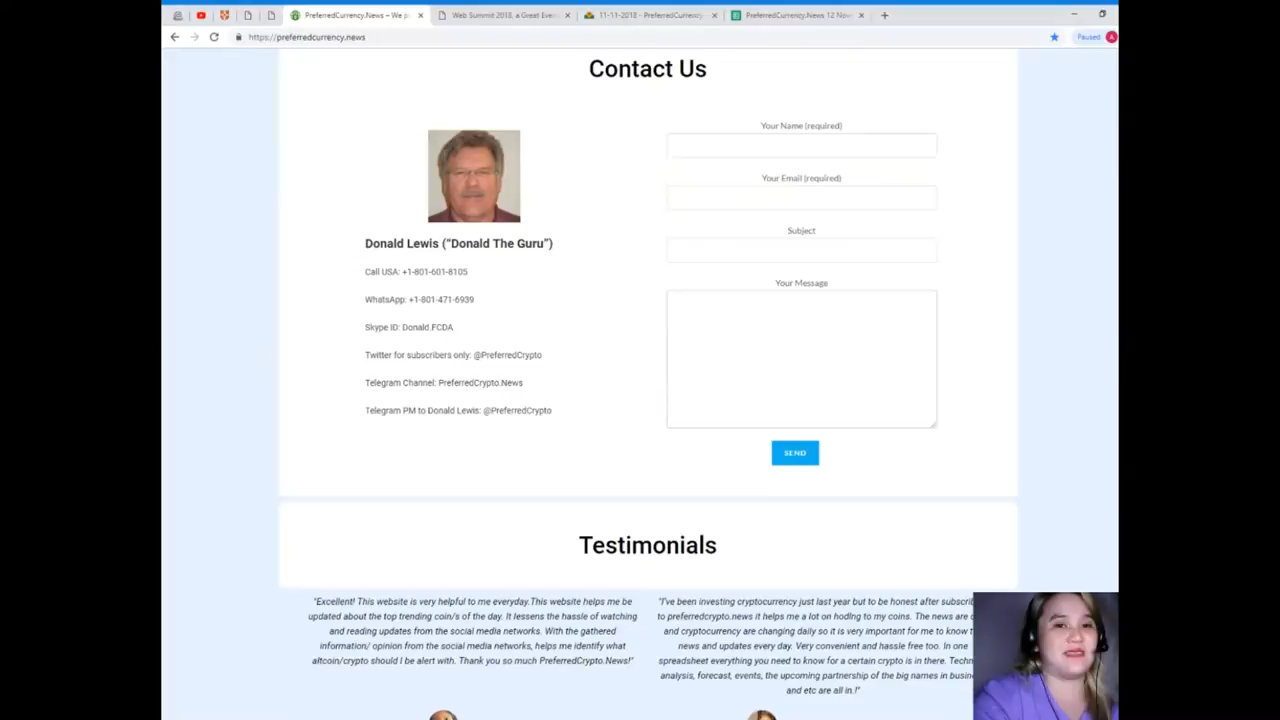 PreferredCurrency.News – We p
Web Summit 2018, a Great Even
11-11-2018 - PreferredCurrency
PreferredCurrency.News 12 Nov
https://preferredcurrency.news
Paused
A
Contact Us
Donald Lewis ("Donald The Guru")
Call USA: +1-801-601-8105
WhatsApp: +1-801-471-6939
Skype ID: Donald.FCDA
Twitter for subscribers only: @PreferredCrypto
Telegram Channel: PreferredCrypto.News
Telegram PM to Donald Lewis: @PreferredCrypto
Your Name (required)
Your Email (required)
Subject
Your Message
SEND
Testimonials
"Excellent! This website is very helpful to me everyday.This website helps me be
updated about the top trending coin/s of the day. It lessens the hassle of watching
and reading updates from the social media networks. With the gathered
information/ opinion from the social media networks, helps me identify what
altcoin/crypto should I be alert with. Thank you so much PreferredCrypto.News!"
"I've been investing cryptocurrency just last year but to be honest after subscrib
to preferredcrypto.news it helps me a lot on hodlng to my coins. The news are
and cryptocurrency are changing daily so it is very important for me to know
news and updates every day. Very convenient and hassle free too. In one
spreadsheet everything you need to know for a certain crypto is in there. Techn
analysis, forecast, events, the upcoming partnership of the big names in busin
and etc are all in.!"